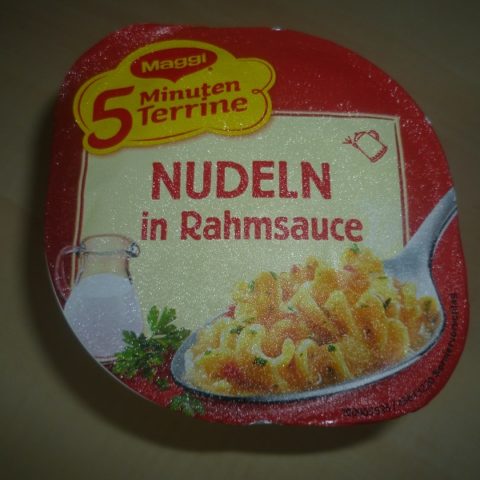 Maggi
5 Minuten
Terrine
NUDELN
in Rahmsauce